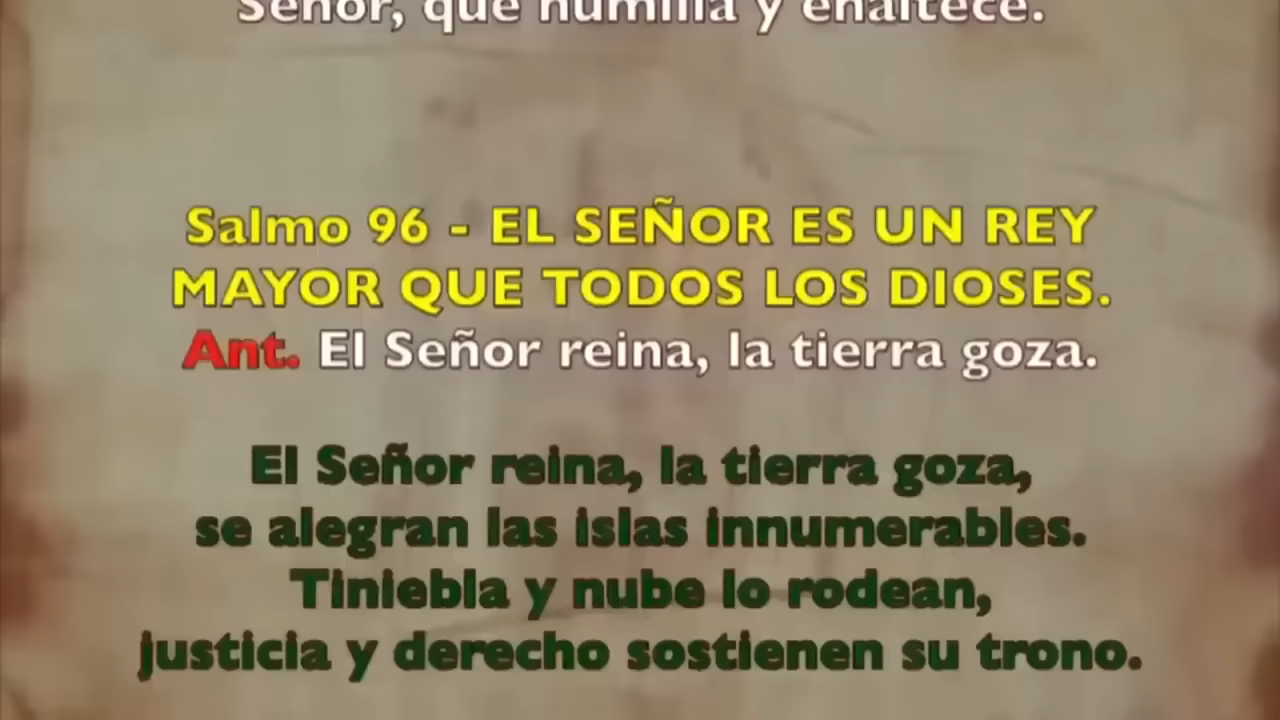 Señor, que humilla y enaltece.
Salmo 96 - EL SEÑOR ES UN REY
MAYOR QUE TODOS LOS DIOSES.
Ant. El Señor reina, la tierra goza.
El Señor reina, la tierra goza,
se alegran las islas innumerables.
Tiniebla y nube lo rodean,
justicia y derecho sostienen su trono.